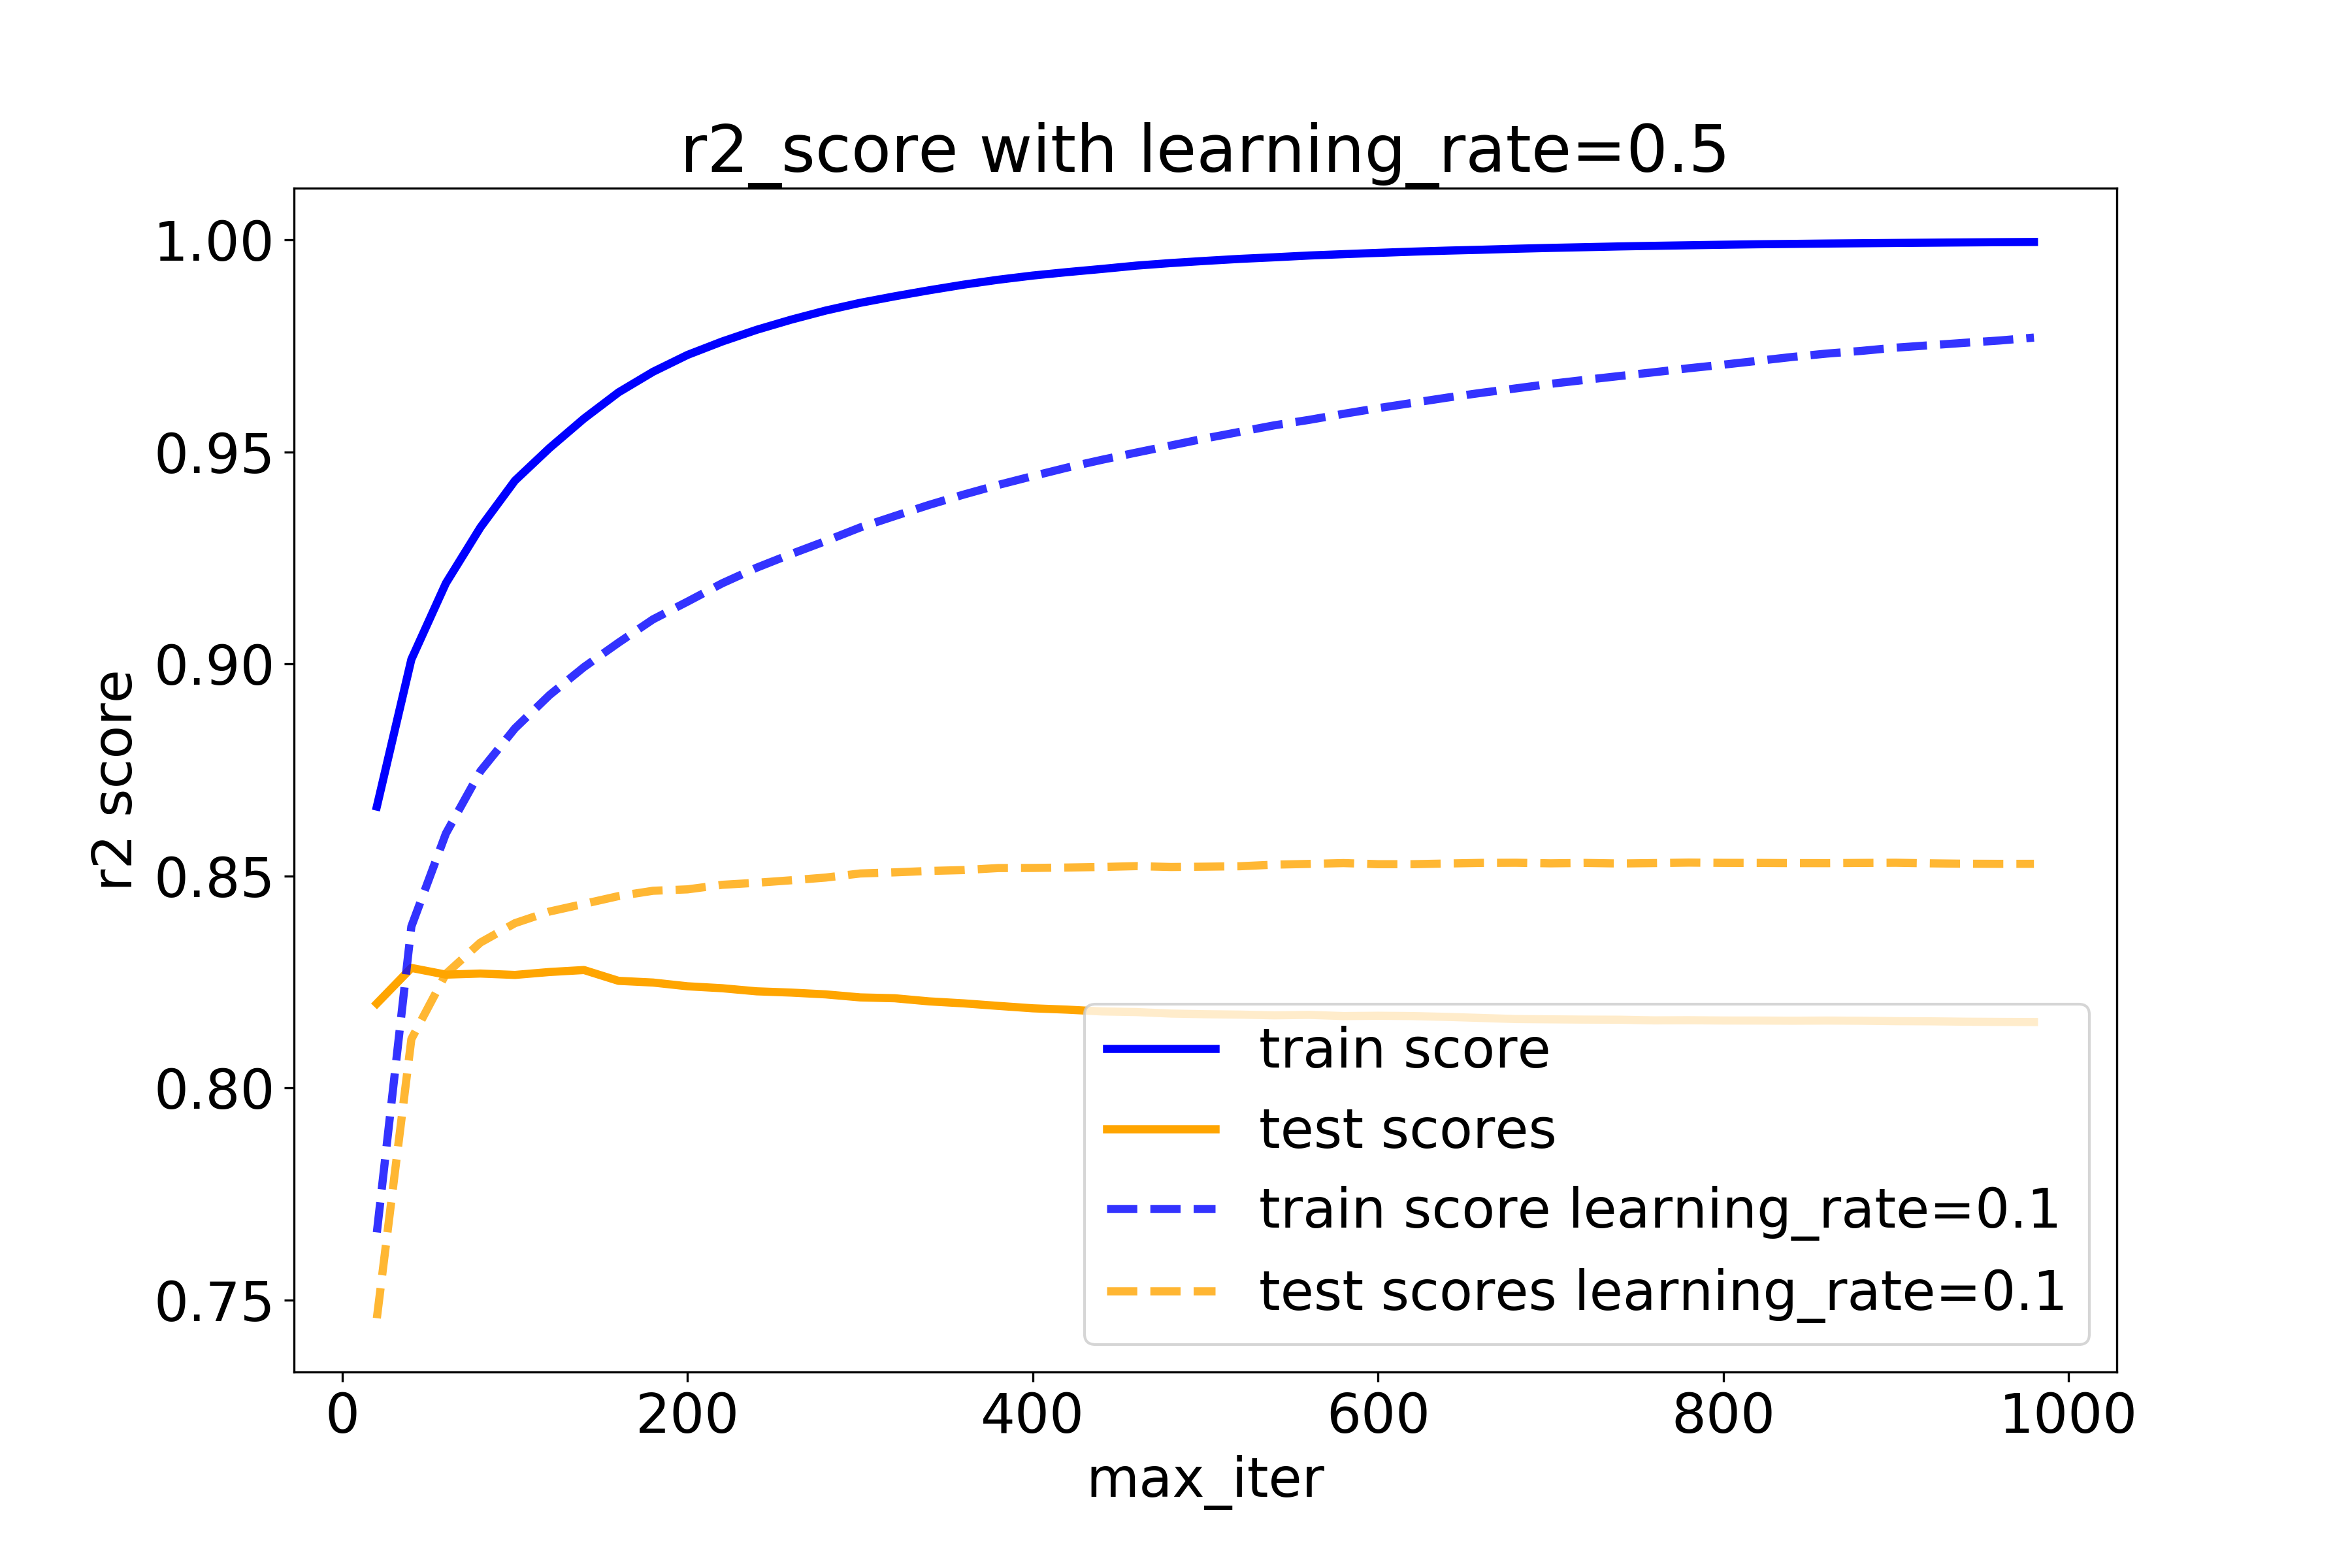 r2_score with learning_rate=0.5
1.00
0.95
0.90
0.85
0.80
0.75
r2 score
train score
test scores
train score learning_rate=0.1
test scores learning_rate=0.1
0 200 400 600 800 1000
max_iter